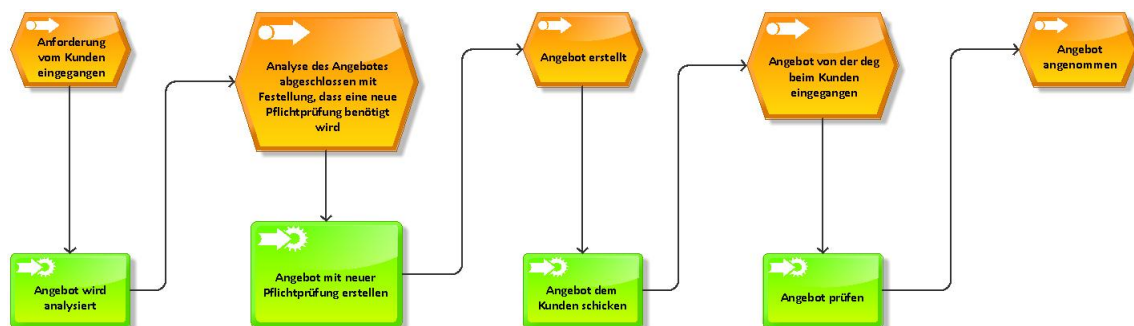 Anforderung
vom Kunden
eingegangen
Analyse des Angebotes
abgeschlossen mit
Festellung, dass eine neue
Pflichtprüfung benötigt
wird
Angebot erstellt
Angebot von der deg
beim Kunden
eingegangen
Angebot
angenommen
Angebot wird
analysiert
Angebot mit neuer
Pflichtprüfung erstellen
Angebot dem
Kunden schicken
Angebot prüfen